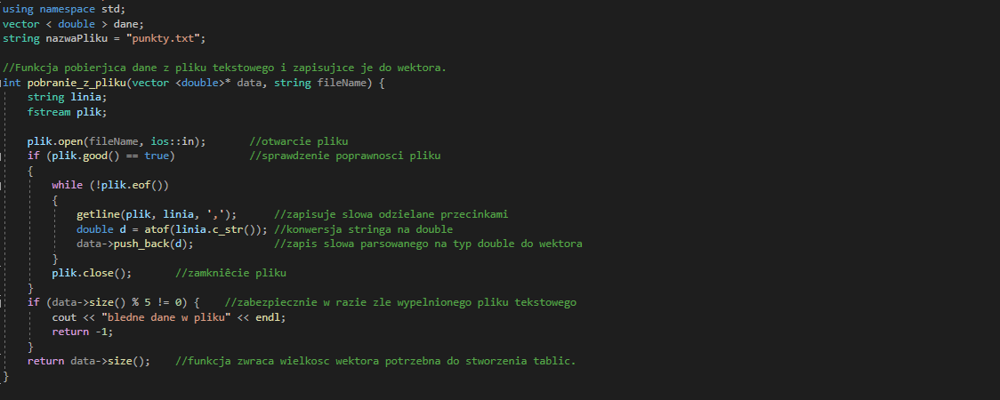 using namespace std;
vector < double > dane;
string nazwaPliku = "punkty.txt";
//Funkcja pobierjıca dane z pliku tekstowego i zapisujıce je do wektora.
int pobranie_z_pliku(vector <double>* data, string fileName) {
string linia;
fstream plik;
plik.open(fileName, ios::in); //otwarcie pliku
if (plik.good() == true) //sprawdzenie poprawnosci pliku
{
while (!plik.eof())
{
getline(plik, linia, ','); //zapisuje slowa odzielane przecinkami
double d = atof(linia.c_str()); //konwersja stringa na double
data->push_back(d); //zapis slowa parsowanego na typ double do wektora
}
plik.close(); //zamkniêcie pliku
}
if (data->size() % 5 != 0) { //zabezpiecznie w razie zle wypelnionego pliku tekstowego
cout << "bledne dane w pliku" << endl;
return -1;
}
return data->size(); //funkcja zwraca wielkosc wektora potrzebna do stworzenia tablic.
}